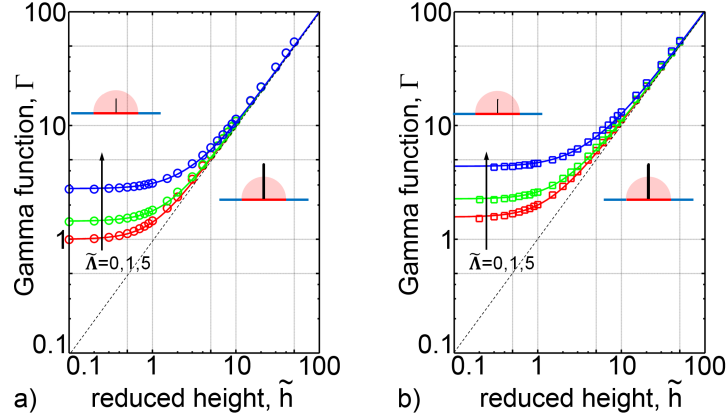 Gamma function, Γ
100
10
1
0.1
Λ̃=0,1,5
0.1 1 10 100
a) reduced height, h̃
Gamma function, Γ
100
10
1
0.1
Λ̃=0,1,5
0.1 1 10 100
b) reduced height, h̃